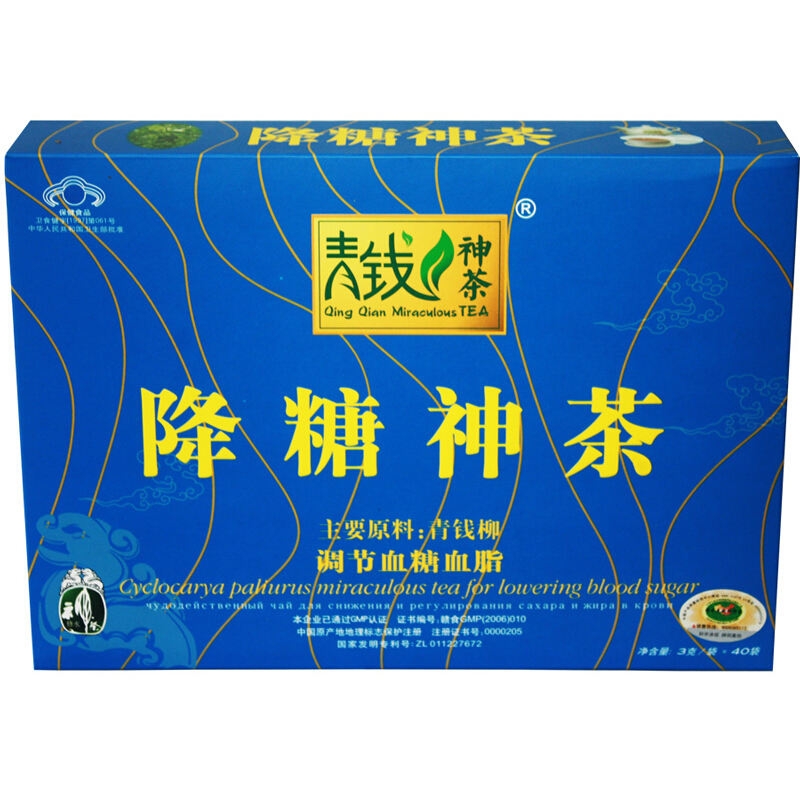 降糖神茶
保健食品
中华人民共和国卫生部批准
青钱
神茶
®
Qing Qian Miraculous TEA
降糖神茶
主要原料:青钱柳
调节血糖血脂
Cyclocarya paliurus miraculous tea for lowering blood sugar
чудодейственный чай для снижения и регулирования сахара и жира в крови
本企业已通过GMP认证 证书编号:赣食GMP(2006)010
中国原产地地理标志保护注册 注册证书号:0000205
国家发明专利号:ZL 011227672
净含量: 3克/袋×40袋